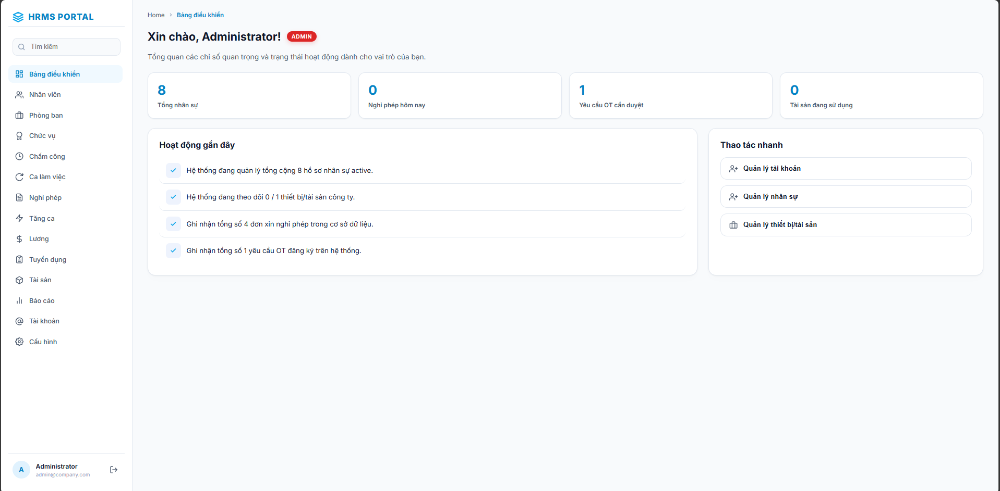 HRMS PORTAL
Tìm kiếm
Bảng điều khiển
Nhân viên
Phòng ban
Chức vụ
Chấm công
Ca làm việc
Nghỉ phép
Tăng ca
Lương
Tuyển dụng
Tài sản
Báo cáo
Tài khoản
Cấu hình
A
Administrator
admin@company.com
Home › Bảng điều khiển
Xin chào, Administrator! ADMIN
Tổng quan các chỉ số quan trọng và trạng thái hoạt động dành cho vai trò của bạn.
8
Tổng nhân sự
0
Nghỉ phép hôm nay
1
Yêu cầu OT cần duyệt
0
Tài sản đang sử dụng
Hoạt động gần đây
Hệ thống đang quản lý tổng cộng 8 hồ sơ nhân sự active.
Hệ thống đang theo dõi 0 / 1 thiết bị/tài sản công ty.
Ghi nhận tổng số 4 đơn xin nghỉ phép trong cơ sở dữ liệu.
Ghi nhận tổng số 1 yêu cầu OT đăng ký trên hệ thống.
Thao tác nhanh
Quản lý tài khoản
Quản lý nhân sự
Quản lý thiết bị/tài sản